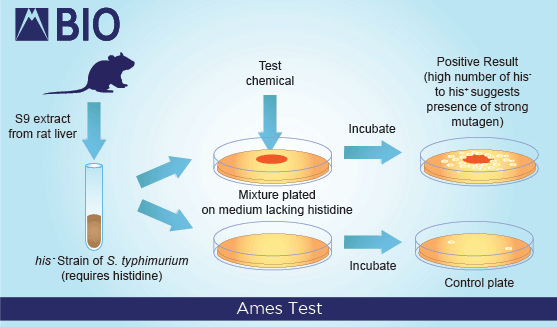 BIO
S9 extract
from rat liver
his- Strain of S. typhimurium
(requires histidine)
Test
chemical
Mixture plated
on medium lacking histidine
Incubate
Incubate
Positive Result
(high number of his-
to his+ suggests
presence of strong
mutagen)
Control plate
Ames Test